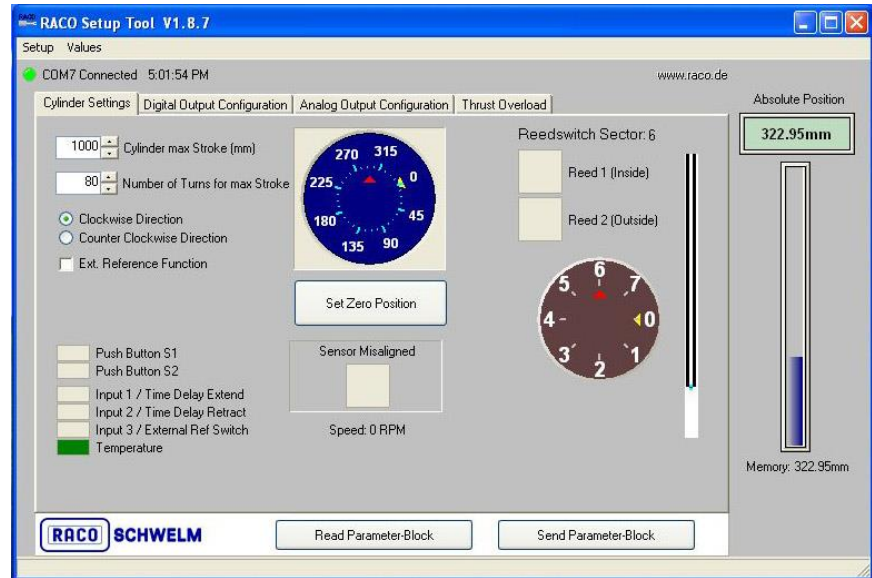 RACO Setup Tool V1.8.7
Setup Values
COM7 Connected 5:01:54 PM
www.raco.de
Cylinder Settings
Digital Output Configuration
Analog Output Configuration
Thrust Overload
1000
Cylinder max Stroke (mm)
80
Number of Turns for max Stroke
Clockwise Direction
Counter Clockwise Direction
Ext. Reference Function
270 315
225 0
180 45
135 90
Set Zero Position
Sensor Misaligned
Speed: 0 RPM
Push Button S1
Push Button S2
Input 1 / Time Delay Extend
Input 2 / Time Delay Retract
Input 3 / External Ref Switch
Temperature
Reedswitch Sector: 6
Reed 1 (Inside)
Reed 2 (Outside)
6
5 7
4 0
3 1
2
Absolute Position
322.95mm
Memory: 322.95mm
RACO SCHWELM
Read Parameter-Block
Send Parameter-Block